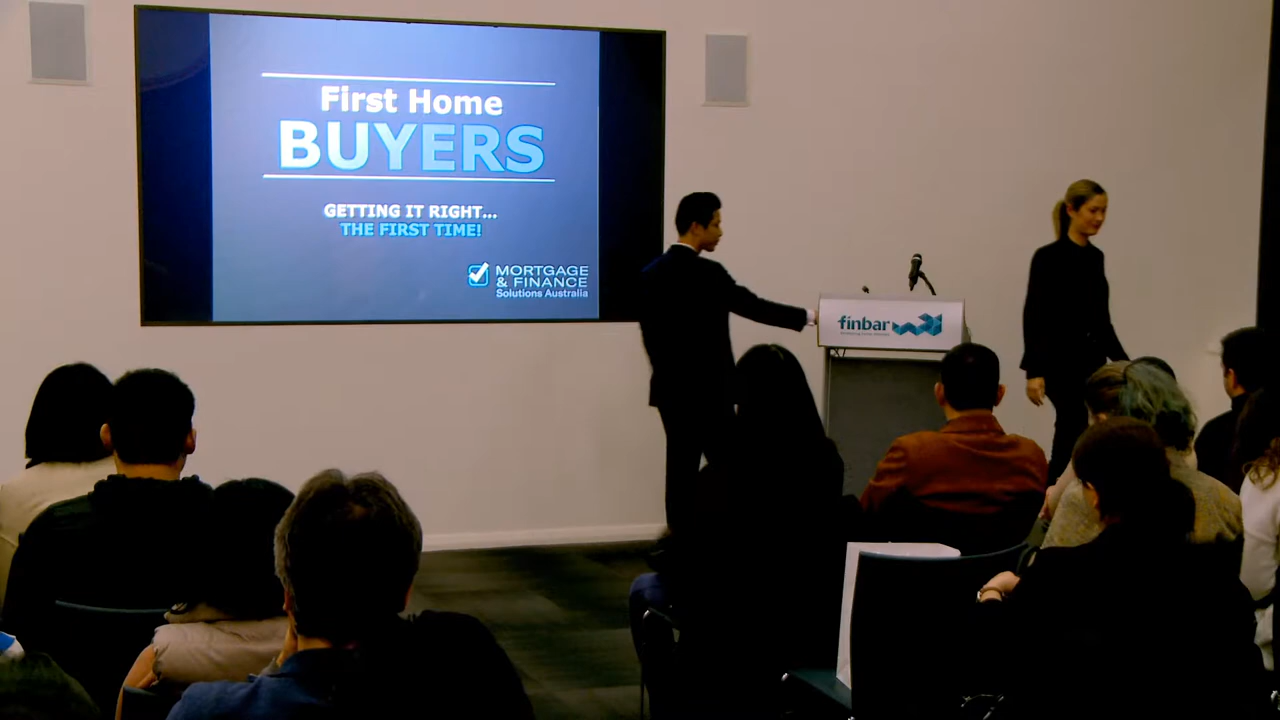 First Home
BUYERS
GETTING IT RIGHT...
THE FIRST TIME!
MORTGAGE
& FINANCE
Solutions Australia
finbar